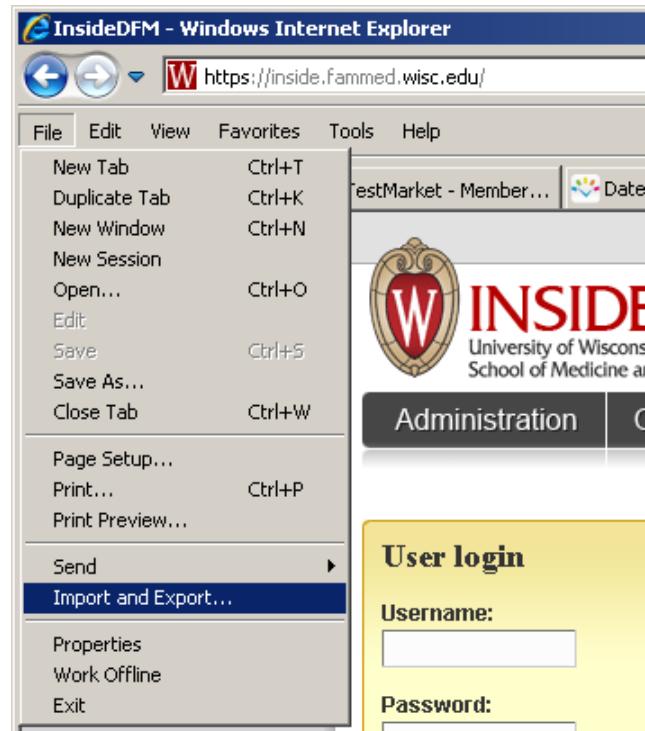 InsideDFM - Windows Internet Explorer
W https://inside.fammed.wisc.edu/
File Edit View Favorites Tools Help
New Tab Ctrl+T
Duplicate Tab Ctrl+K
New Window Ctrl+N
New Session
Open... Ctrl+O
Edit
Save Ctrl+S
Save As...
Close Tab Ctrl+W
Page Setup...
Print... Ctrl+P
Print Preview...
Send
Import and Export...
Properties
Work Offline
Exit
TestMarket - Member... Date
W
INSIDE
University of Wiscons
School of Medicine a
Administration
User login
Username:
Password: